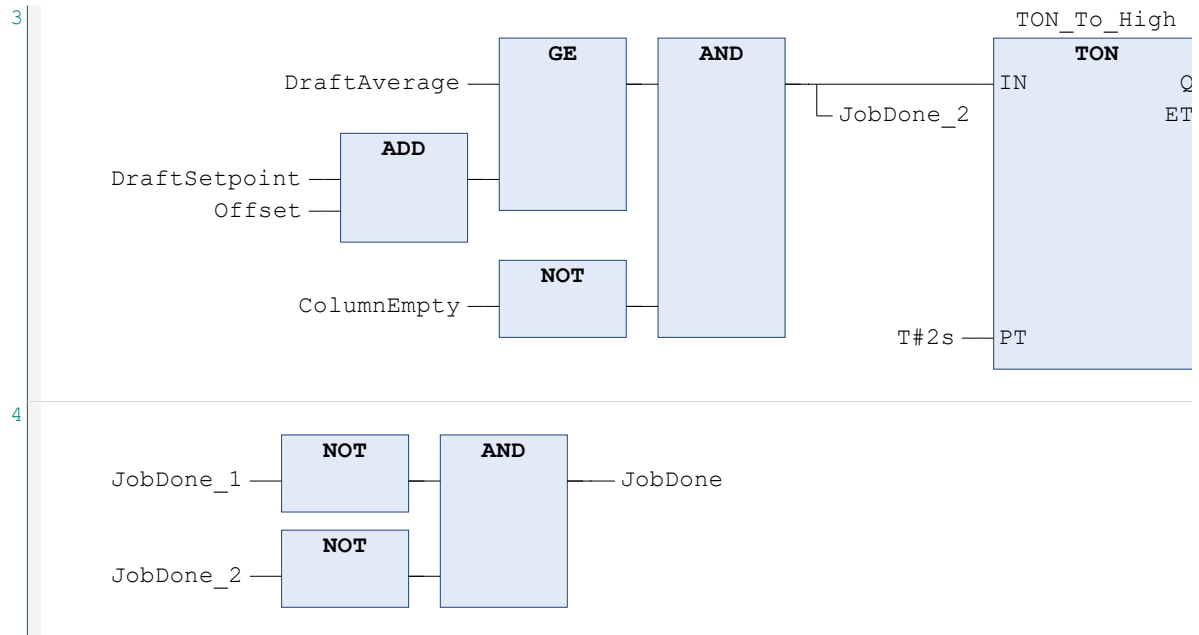 3
TON_To_High
GE
AND
TON
DraftAverage
IN
Q
JobDone_2
ET
ADD
DraftSetpoint
Offset
NOT
ColumnEmpty
T#2s
PT
4
NOT
AND
JobDone_1
JobDone
NOT
JobDone_2